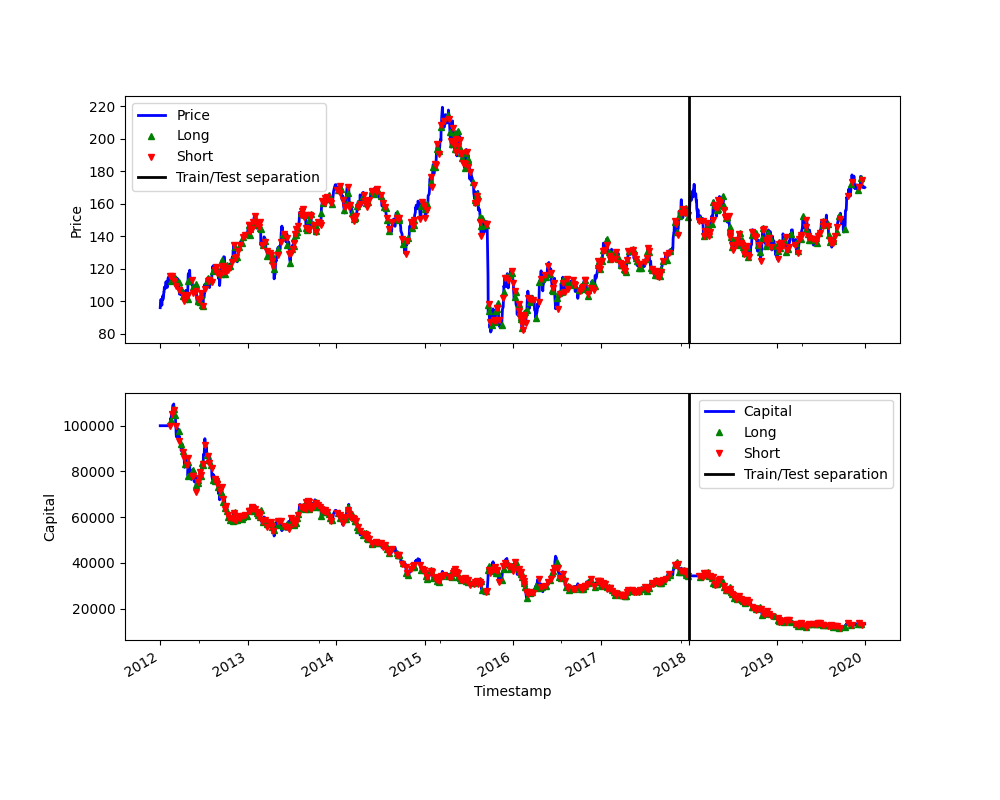 220
200
180
160
140
120
100
80
Price
Price
Long
Short
Train/Test separation
100000
80000
60000
40000
20000
Capital
Capital
Long
Short
Train/Test separation
2012 2013 2014 2015 2016 2017 2018 2019 2020
Timestamp